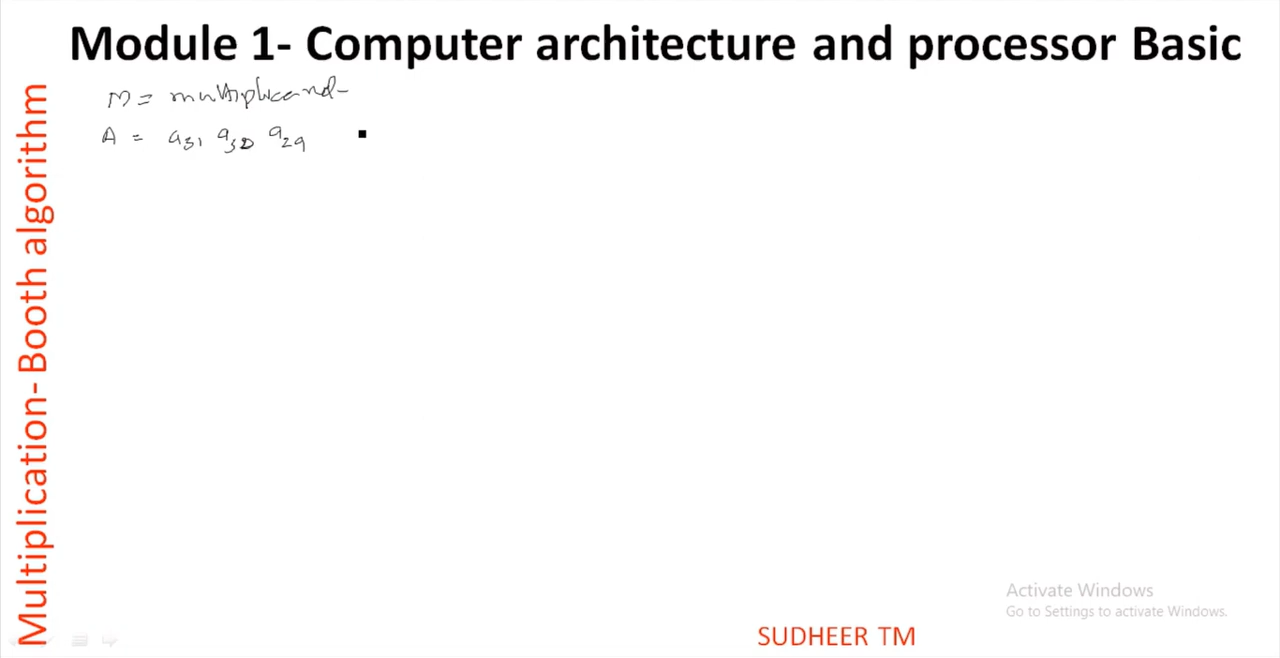 Module 1- Computer architecture and processor Basic
Multiplication- Booth algorithm
M = multiplicand
A = a31 a30 a29
Activate Windows
Go to Settings to activate Windows.
SUDHEER TM